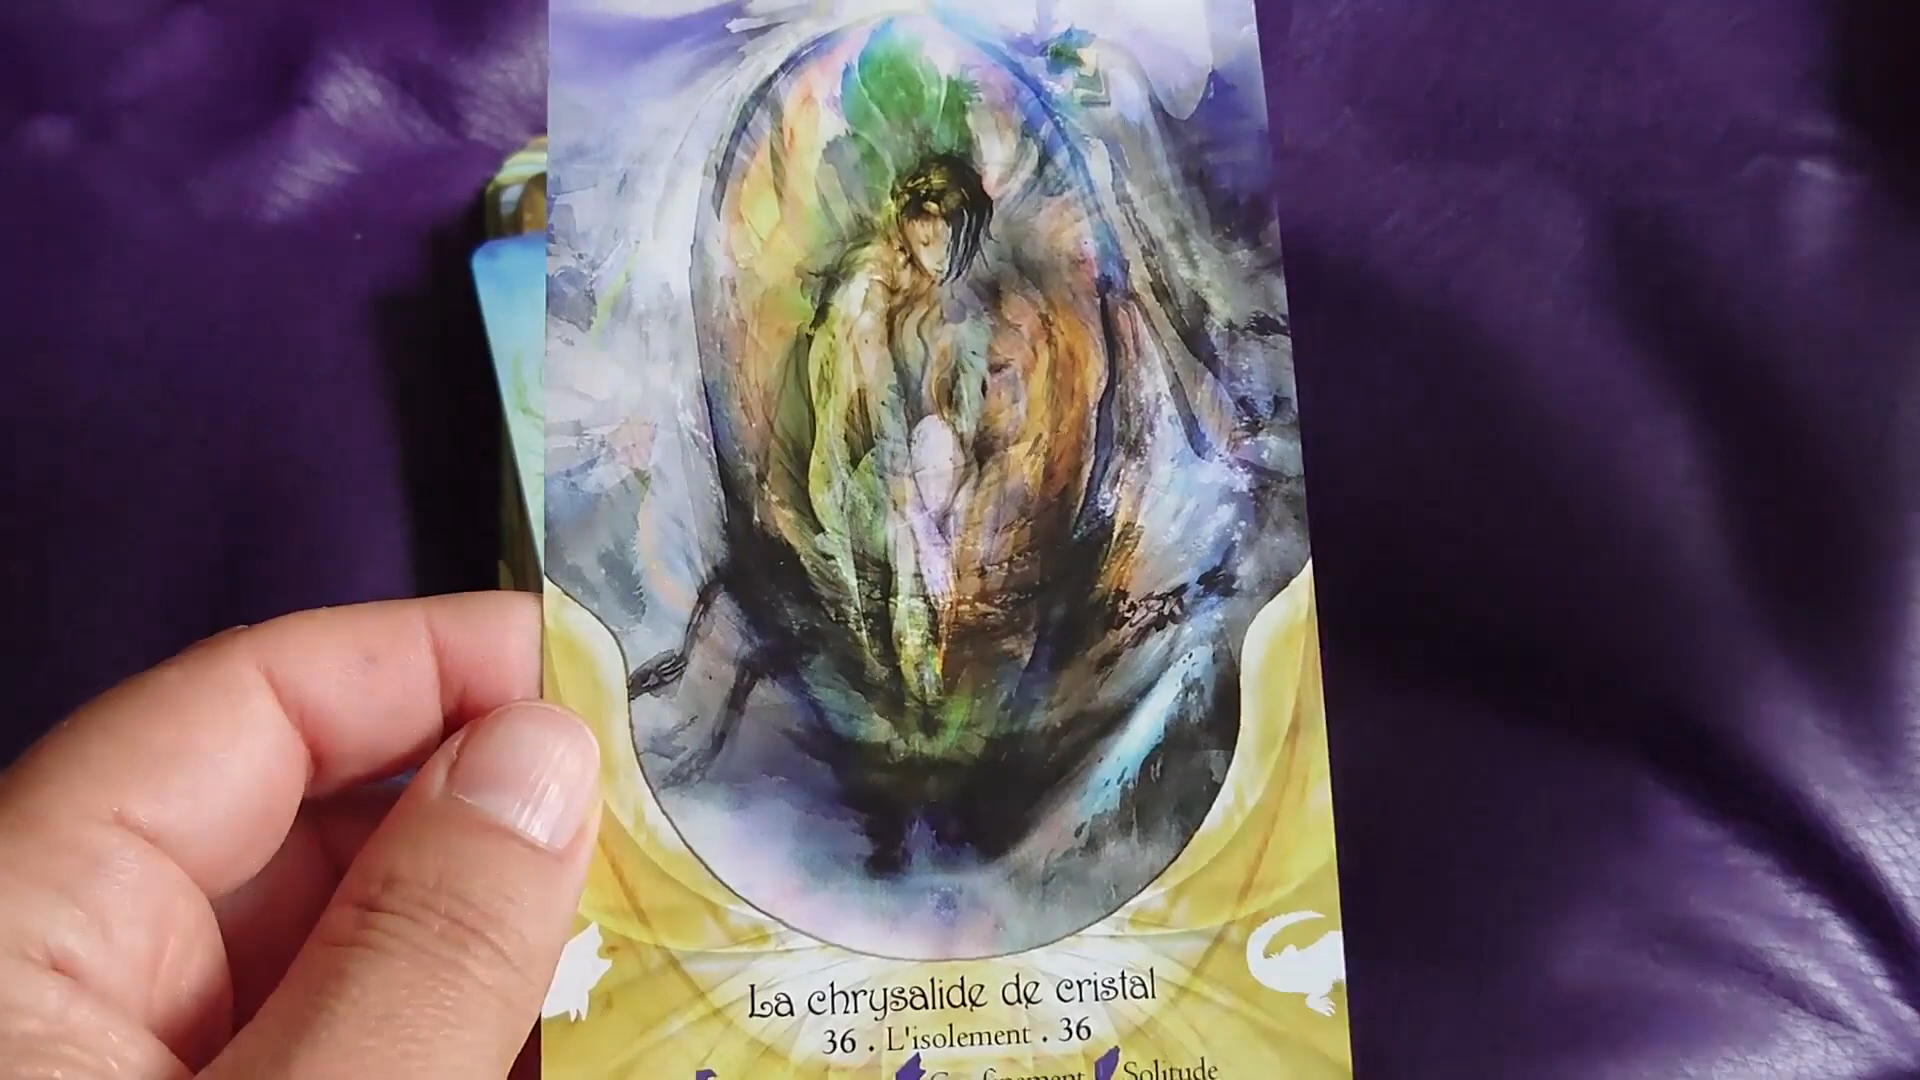 La chrysalide de cristal
36 . L'isolement . 36
Confinement Solitude